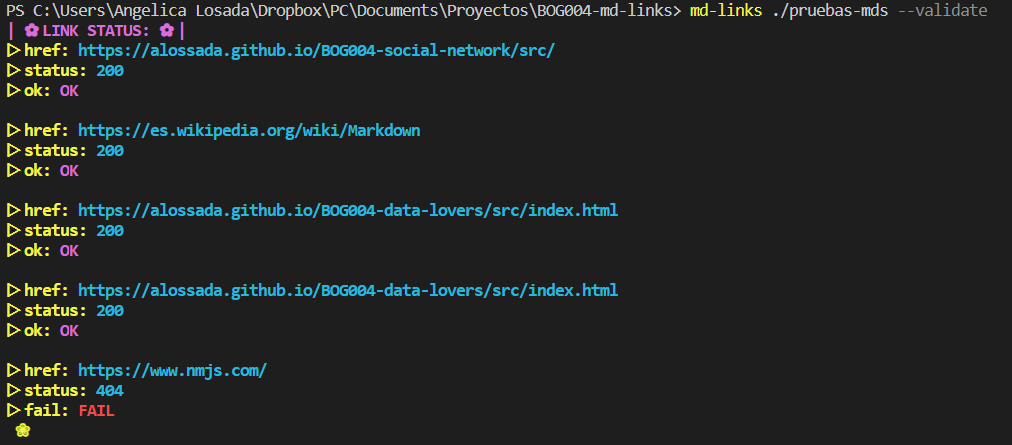 PS C:\Users\Angelica Losada\Dropbox\PC\Documents\Proyectos\BOG004-md-links> md-links ./pruebas-mds --validate
| ✿LINK STATUS: ✿|
▷href: https://alossada.github.io/BOG004-social-network/src/
▷status: 200
▷ok: OK
▷href: https://es.wikipedia.org/wiki/Markdown
▷status: 200
▷ok: OK
▷href: https://alossada.github.io/BOG004-data-lovers/src/index.html
▷status: 200
▷ok: OK
▷href: https://alossada.github.io/BOG004-data-lovers/src/index.html
▷status: 200
▷ok: OK
▷href: https://www.nmjs.com/
▷status: 404
▷fail: FAIL
❀